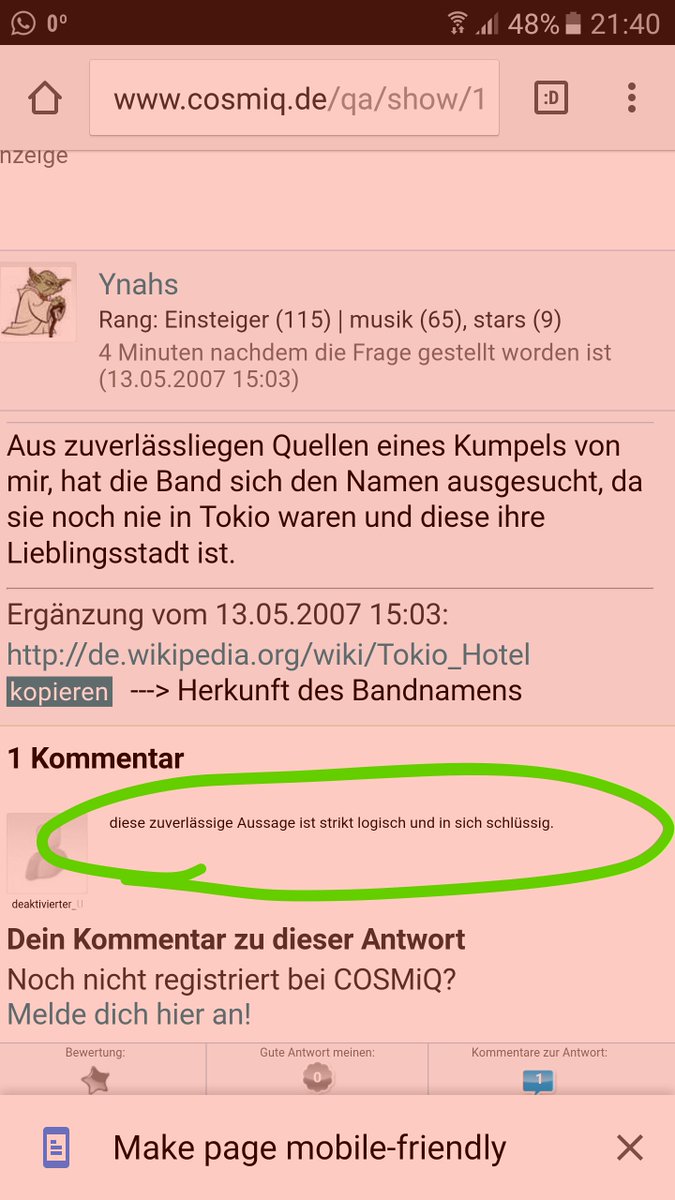 0° 48% 21:40
www.cosmiq.de/qa/show/1 :D
nzeige
Ynahs
Rang: Einsteiger (115) | musik (65), stars (9)
4 Minuten nachdem die Frage gestellt worden ist
(13.05.2007 15:03)
Aus zuverlässliegen Quellen eines Kumpels von
mir, hat die Band sich den Namen ausgesucht, da
sie noch nie in Tokio waren und diese ihre
Lieblingsstadt ist.
Ergänzung vom 13.05.2007 15:03:
http://de.wikipedia.org/wiki/Tokio_Hotel
kopieren ---> Herkunft des Bandnamens
1 Kommentar
diese zuverlässige Aussage ist strikt logisch und in sich schlüssig.
deaktivierter_U
Dein Kommentar zu dieser Antwort
Noch nicht registriert bei COSMiQ?
Melde dich hier an!
Bewertung: Gute Antwort meinen: Kommentare zur Antwort:
0 1
Make page mobile-friendly